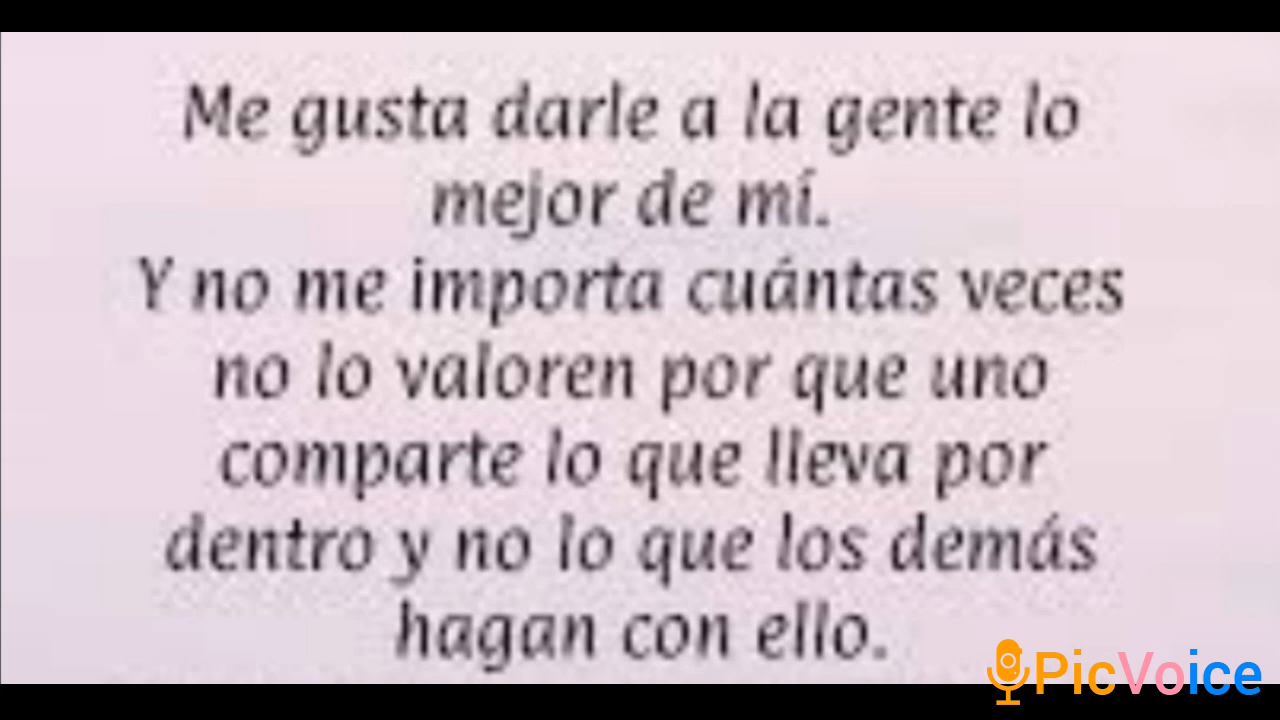 Me gusta darle a la gente lo
mejor de mí.
Y no me importa cuántas veces
no lo valoren por que uno
comparte lo que lleva por
dentro y no lo que los demás
hagan con ello.
PicVoice